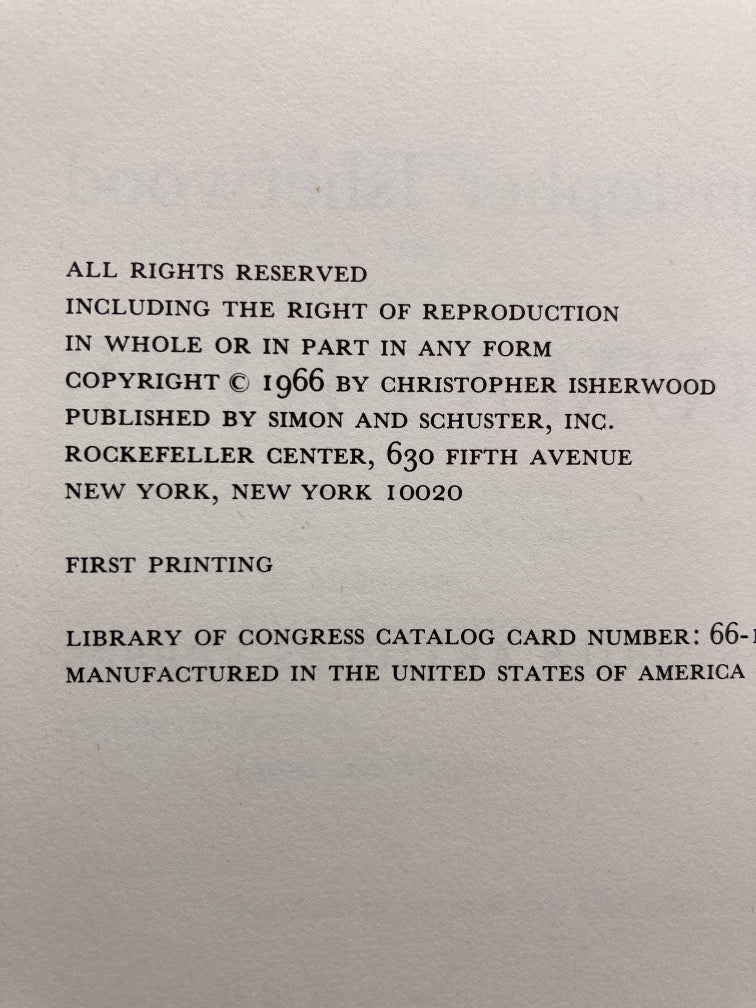 ALL RIGHTS RESERVED
INCLUDING THE RIGHT OF REPRODUCTION
IN WHOLE OR IN PART IN ANY FORM
COPYRIGHT © 1966 BY CHRISTOPHER ISHERWOOD
PUBLISHED BY SIMON AND SCHUSTER, INC.
ROCKEFELLER CENTER, 630 FIFTH AVENUE
NEW YORK, NEW YORK 10020
FIRST PRINTING
LIBRARY OF CONGRESS CATALOG CARD NUMBER: 66-
MANUFACTURED IN THE UNITED STATES OF AMERICA